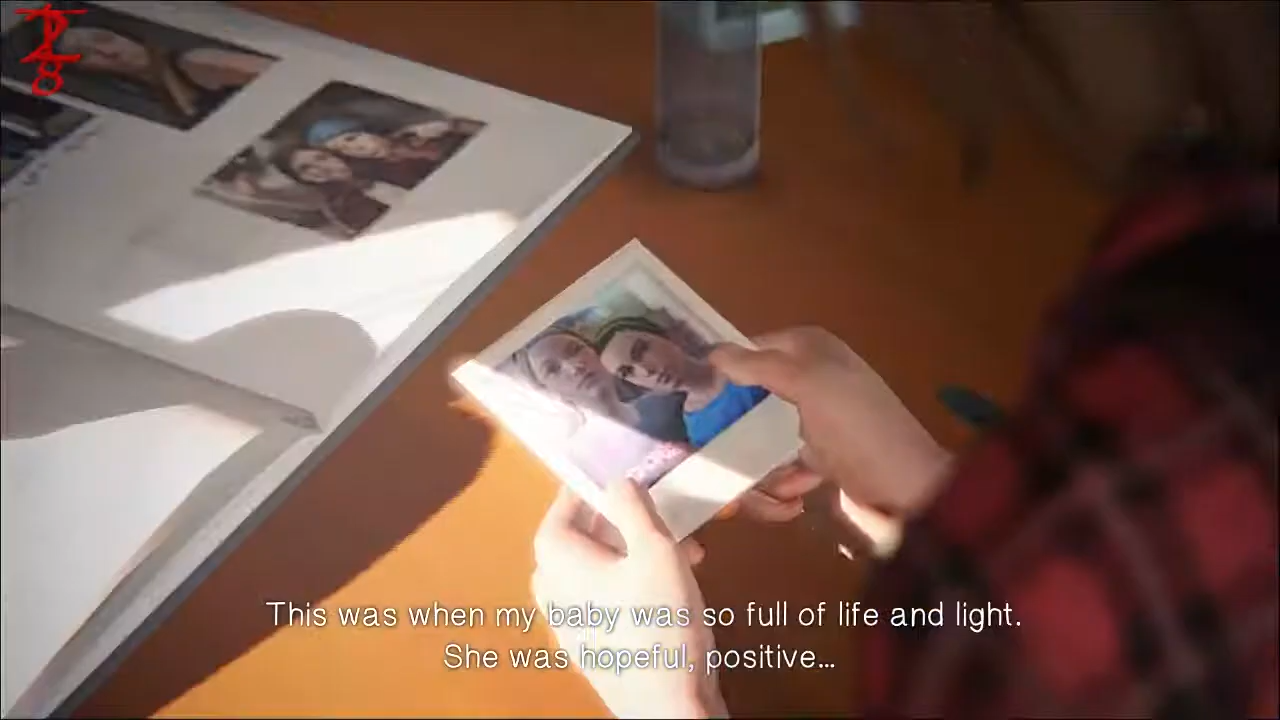 This was when my baby was so full of life and light.
She was hopeful, positive…